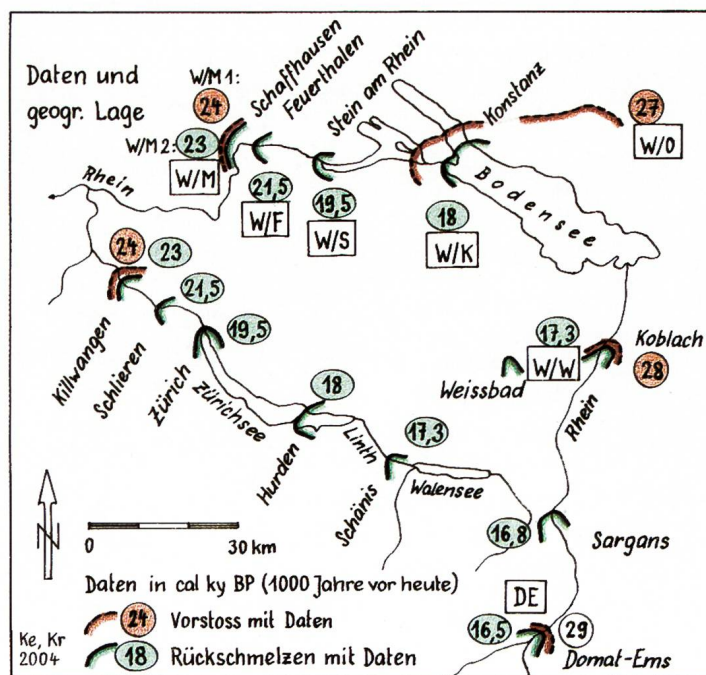 Daten und
geogr. Lage
W/M 1:
24
W/M 2:
23
W/M
Schaffhausen
Feuerthalen
Stein am Rhein
Konstanz
27
W/O
Rhein
21,5
W/F
19,5
W/S
18
W/K
Bodensee
24
23
21,5
19,5
Killwangen
Schlieren
Zürich
Zürichsee
18
Hurden
Linth
17,3
Schänis
Walensee
17,3
W/W
Weissbad
Koblach
28
Rhein
16,8
Sargans
N
0 30 km
DE
16,5
29
Domat-Ems
Daten in cal ky BP (1000 Jahre vor heute)
24 Vorstoss mit Daten
18 Rückschmelzen mit Daten
Ke, Kr
2004